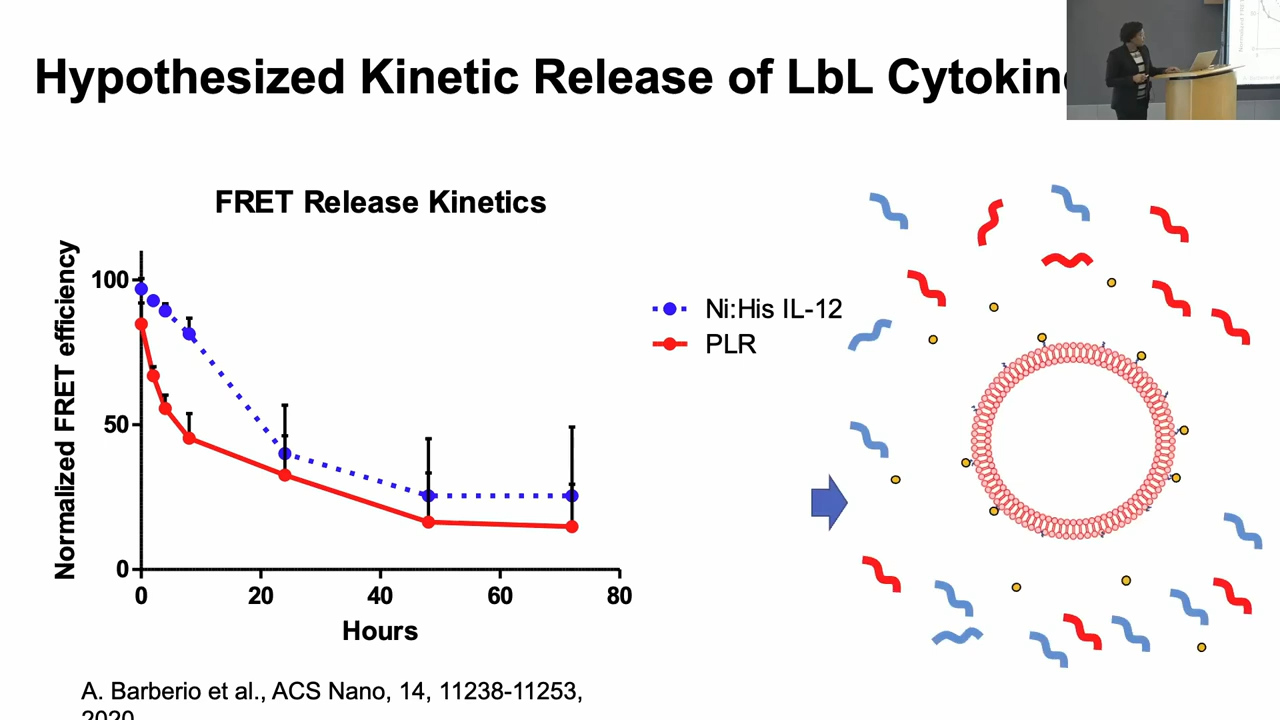 Hypothesized Kinetic Release of LbL Cytokin
FRET Release Kinetics
Normalized FRET efficiency
100
50
0
0 20 40 60 80
Hours
Ni:His IL-12
PLR
A. Barberio et al., ACS Nano, 14, 11238-11253,
2020